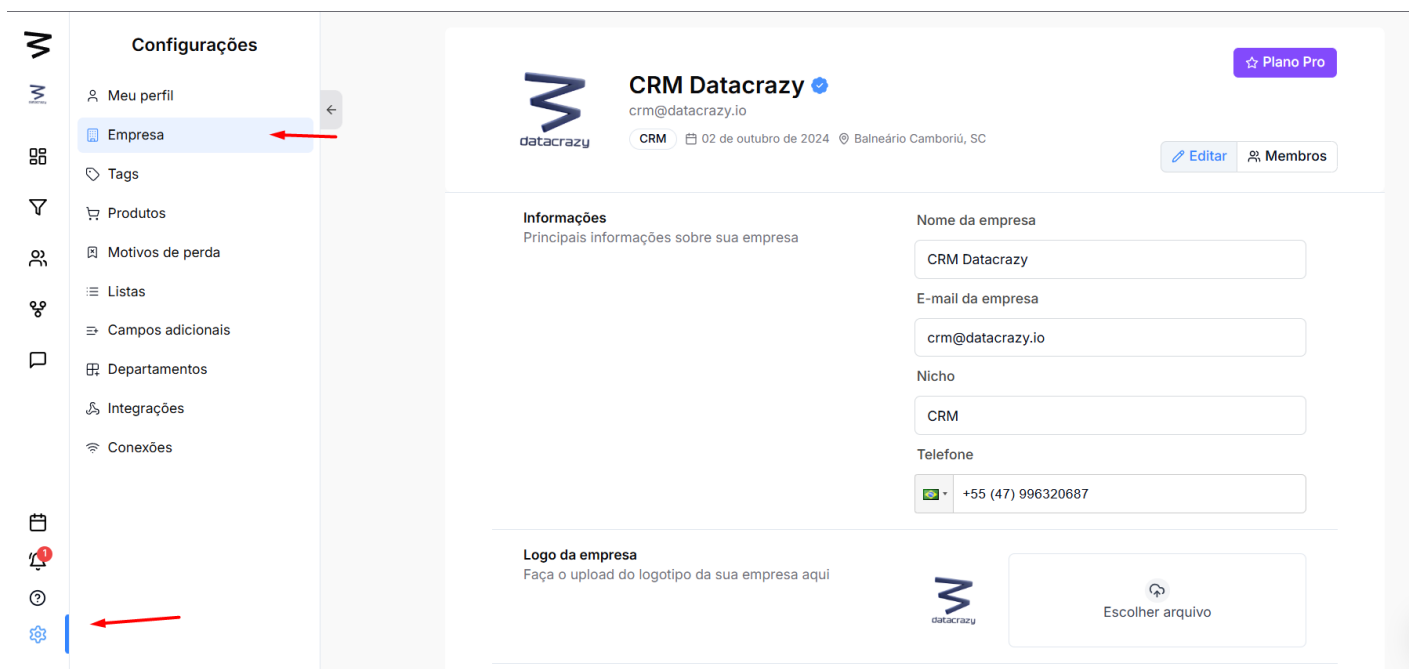 Configurações
Meu perfil
Empresa
Tags
Produtos
Motivos de perda
Listas
Campos adicionais
Departamentos
Integrações
Conexões
1
Plano Pro
datacrazy
CRM Datacrazy
crm@datacrazy.io
CRM 02 de outubro de 2024 Balneário Camboriú, SC
Editar Membros
Informações
Principais informações sobre sua empresa
Nome da empresa
CRM Datacrazy
E-mail da empresa
crm@datacrazy.io
Nicho
CRM
Telefone
+55 (47) 996320687
Logo da empresa
Faça o upload do logotipo da sua empresa aqui
datacrazy
Escolher arquivo